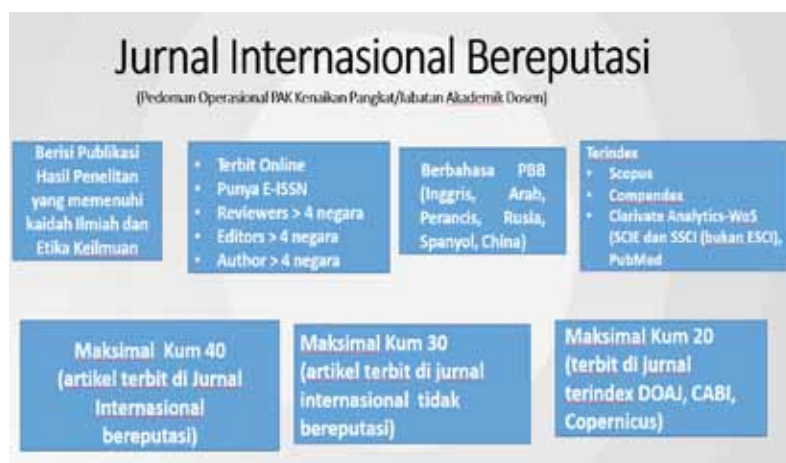 Jurnal Internasional Bereputasi
(Pedoman Operasional PAK Kenaikan Pangkat/Jabatan Akademik Dosen)
Berisi Publikasi
Hasil Penelitan
yang memenuhi
kaidah Ilmiah dan
Etika Keilmuan
• Terbit Online
• Punya E-ISSN
• Reviewers > 4 negara
• Editors > 4 negara
• Author > 4 negara
Berbahasa PBB
(Inggris, Arab,
Perancis, Rusia,
Spanyol, China)
Terindex
• Scopus
• Compendex
• Clarivate Analytics-WoS
(SCIE dan SSCI (bukan ESCI),
PubMed
Maksimal Kum 40
(artikel terbit di Jurnal
Internasional
bereputasi)
Maksimal Kum 30
(artikel terbit di jurnal
internasional tidak
bereputasi)
Maksimal Kum 20
(terbit di jurnal
terindex DOAJ, CABI,
Copernicus)